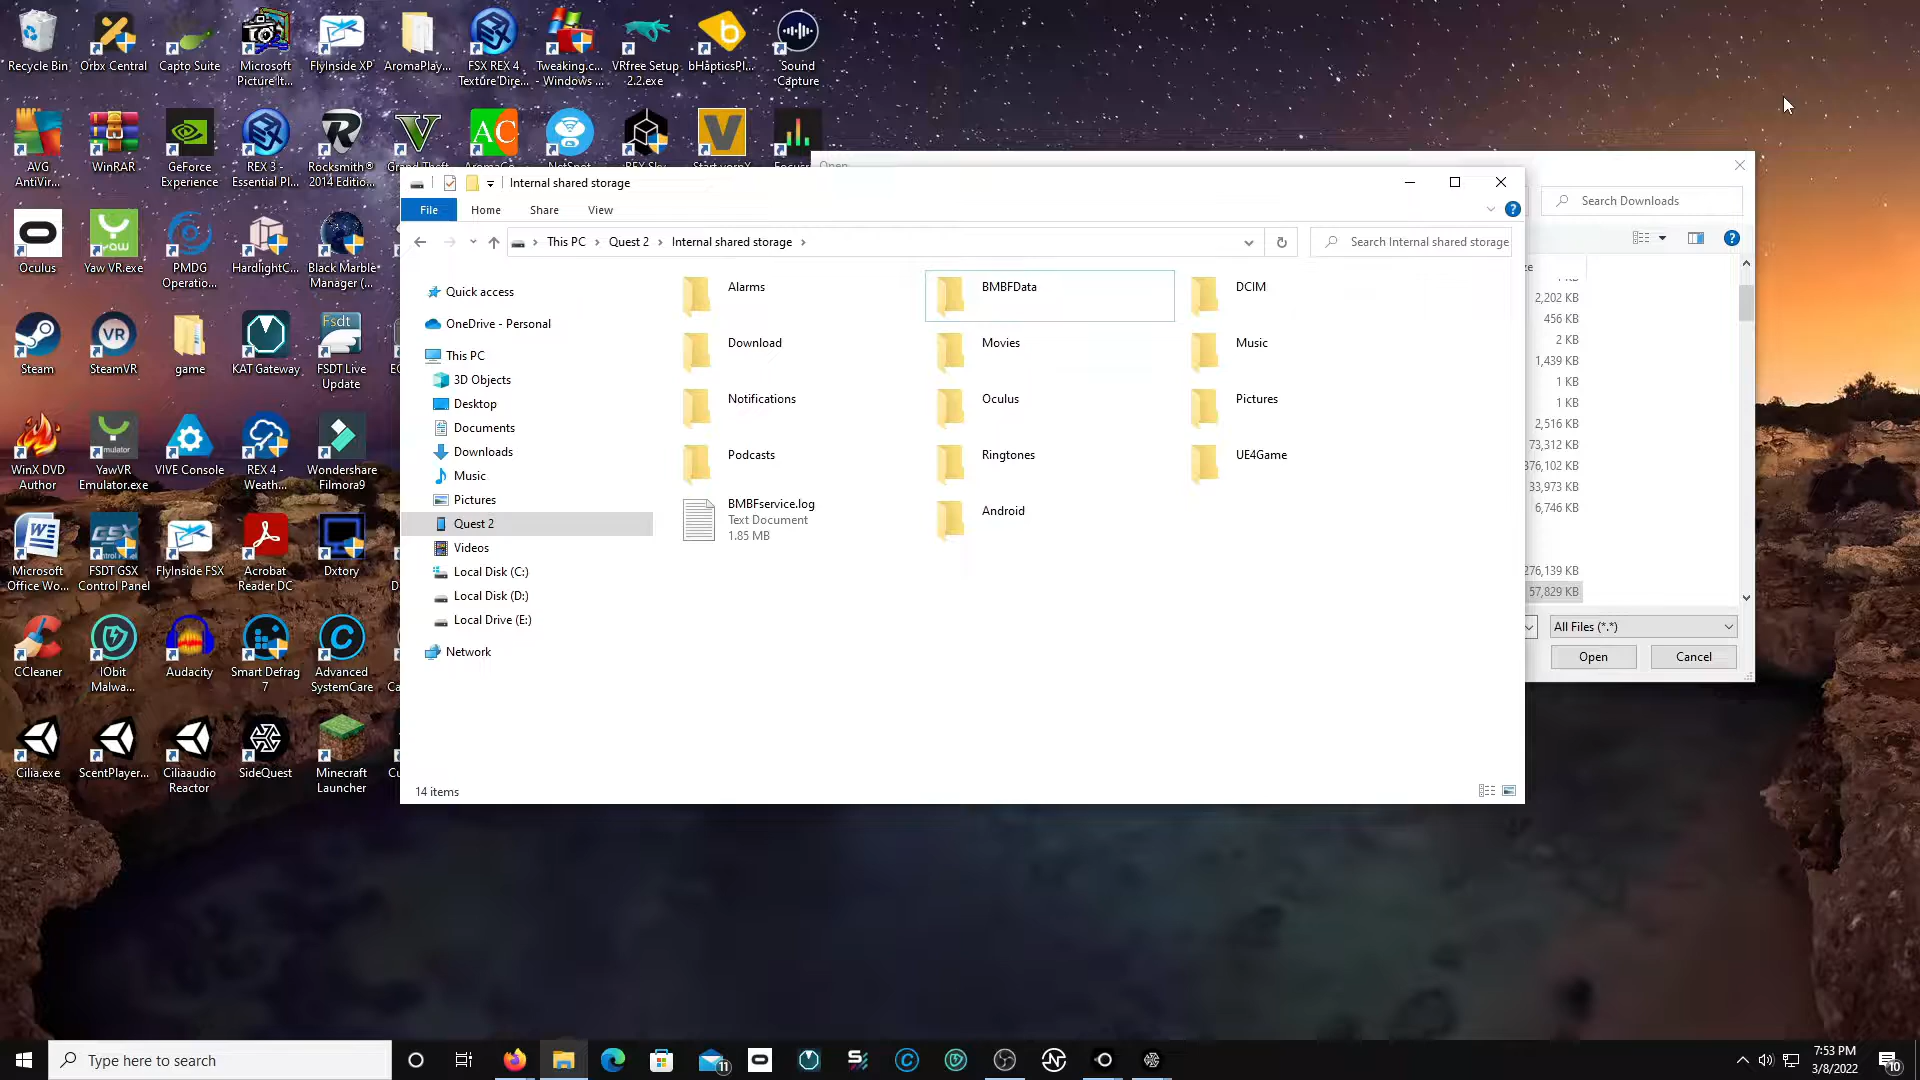 Recycle Bin
Orbx Central
Capto Suite
Microsoft
Picture It...
FlyInside XP
AromaPlay...
FSX REX 4
Texture Dire...
Tweaking.c...
- Windows ...
VRfree Setup
2.2.exe
bHapticsPl...
Sound
Capture
AVG
AntiVir...
WinRAR
GeForce
Experience
REX 3 -
Essential Pl...
Rocksmith®
2014 Editio...
Oculus
Yaw VR.exe
PMDG
Operatio...
HardlightC...
Black Marble
Manager (...
Steam
SteamVR
game
KAT Gateway
FSDT Live
Update
WinX DVD
Author
YawVR
Emulator.exe
VIVE Console
REX 4 -
Weath...
Wondershare
Filmora9
Microsoft
Office Wo...
FSDT GSX
Control Panel
FlyInside FSX
Acrobat
Reader DC
Dxtory
CCleaner
IObit
Malwa...
Audacity
Smart Defrag
7
Advanced
SystemCare
Cilia.exe
ScentPlayer...
Ciliaaudio
Reactor
SideQuest
Minecraft
Launcher
Open
Internal shared storage
File
Home
Share
View
This PC
Quest 2
Internal shared storage
Search Internal shared storage
Quick access
OneDrive - Personal
This PC
3D Objects
Desktop
Documents
Downloads
Music
Pictures
Quest 2
Videos
Local Disk (C:)
Local Disk (D:)
Local Drive (E:)
Network
Alarms
BMBFData
DCIM
Download
Movies
Music
Notifications
Oculus
Pictures
Podcasts
Ringtones
UE4Game
BMBFservice.log
Text Document
1.85 MB
Android
14 items
Search Downloads
2,202 KB
456 KB
2 KB
1,439 KB
1 KB
1 KB
2,516 KB
73,312 KB
376,102 KB
33,973 KB
6,746 KB
276,139 KB
57,829 KB
All Files (*.*)
Open
Cancel
Type here to search
11
7:53 PM
3/8/2022
10